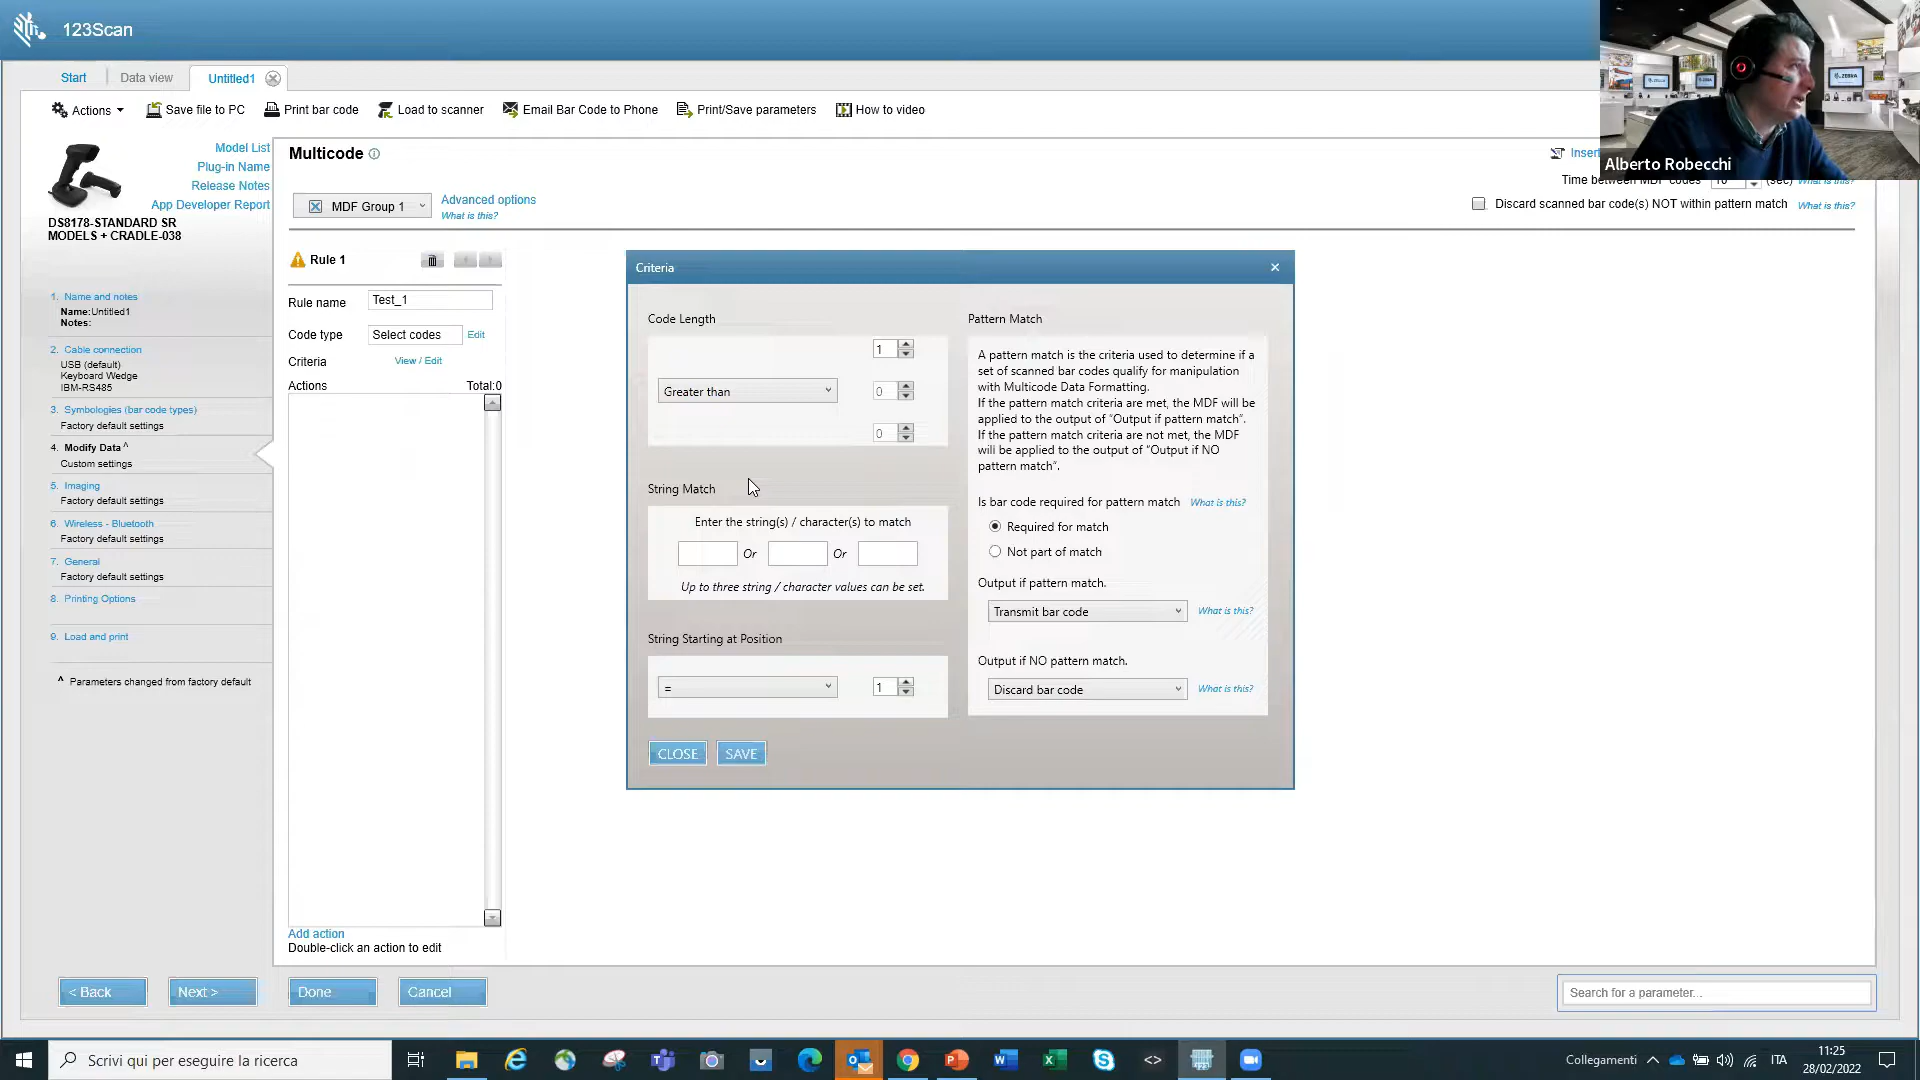 123Scan
Start
Data view
Untitled1
Actions
Save file to PC
Print bar code
Load to scanner
Email Bar Code to Phone
Print/Save parameters
How to video
Model List
Plug-in Name
Release Notes
App Developer Report
DS8178-STANDARD SR
MODELS + CRADLE-038
1. Name and notes
Name:Untitled1
Notes:
2. Cable connection
USB (default)
Keyboard Wedge
IBM-RS485
3. Symbologies (bar code types)
Factory default settings
4. Modify Data ^
Custom settings
5. Imaging
Factory default settings
6. Wireless - Bluetooth
Factory default settings
7. General
Factory default settings
8. Printing Options
9. Load and print
^ Parameters changed from factory default
Multicode
MDF Group 1
Advanced options
What is this?
Alberto Robecchi
Time between MDF codes 10 (sec) What is this?
Discard scanned bar code(s) NOT within pattern match What is this?
Rule 1
Rule name Test_1
Code type Select codes Edit
Criteria View / Edit
Actions Total:0
Add action
Double-click an action to edit
Criteria
Code Length
1
Greater than 0
0
String Match
Enter the string(s) / character(s) to match
Or Or
Up to three string / character values can be set.
String Starting at Position
= 1
CLOSE SAVE
Pattern Match
A pattern match is the criteria used to determine if a
set of scanned bar codes qualify for manipulation
with Multicode Data Formatting.
If the pattern match criteria are met, the MDF will be
applied to the output of “Output if pattern match”.
If the pattern match criteria are not met, the MDF
will be applied to the output of “Output if NO
pattern match”.
Is bar code required for pattern match What is this?
Required for match
Not part of match
Output if pattern match.
Transmit bar code What is this?
Output if NO pattern match.
Discard bar code What is this?
< Back
Next >
Done
Cancel
Search for a parameter...
Scrivi qui per eseguire la ricerca
Collegamenti
ITA
11:25
28/02/2022